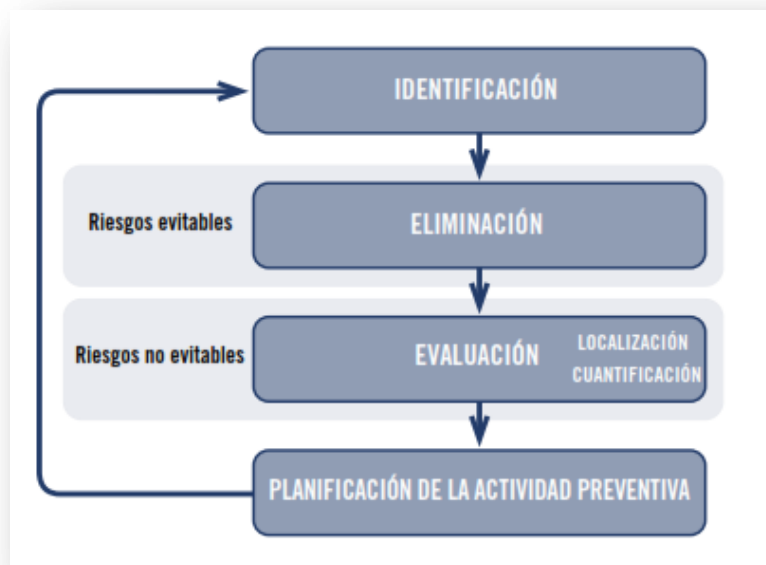 IDENTIFICACIÓN
Riesgos evitables
ELIMINACIÓN
Riesgos no evitables
EVALUACIÓN
LOCALIZACIÓN
CUANTIFICACIÓN
PLANIFICACIÓN DE LA ACTIVIDAD PREVENTIVA